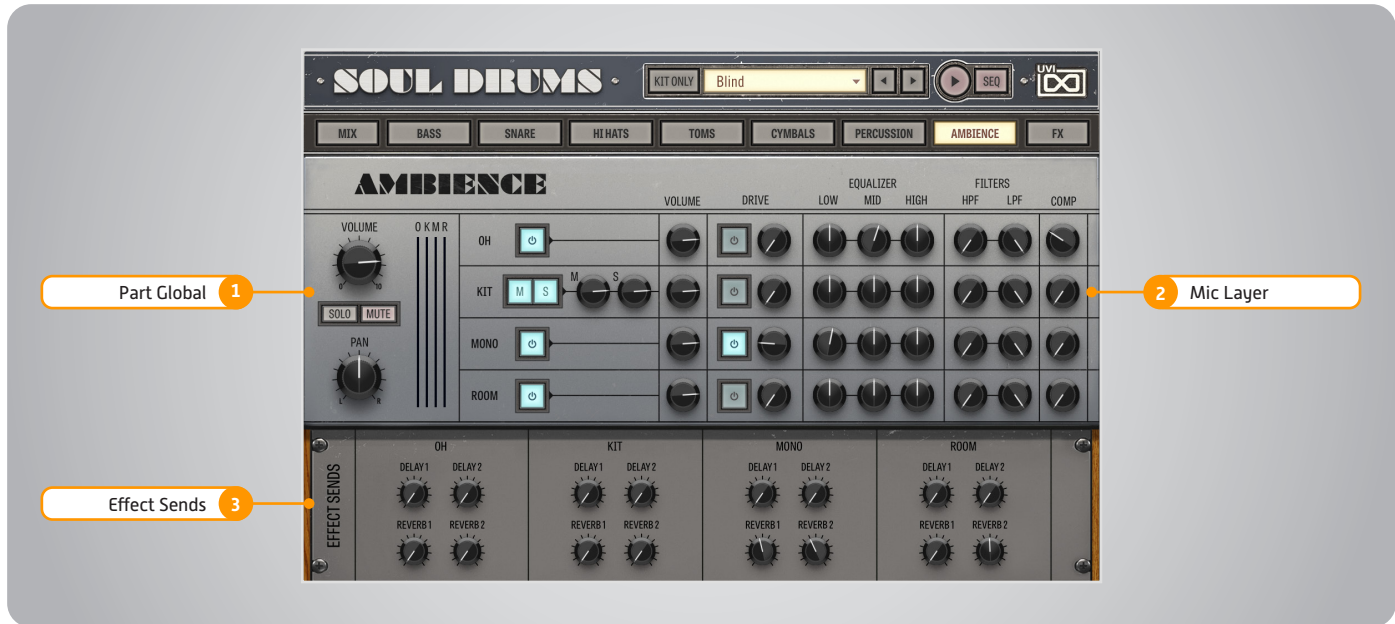 SOUL DRUMS
KIT ONLY Blind SEQ UVI
MIX BASS SNARE HI HATS TOMS CYMBALS PERCUSSION AMBIENCE FX
AMBIENCE
EQUALIZER FILTERS
VOLUME DRIVE LOW MID HIGH HPF LPF COMP
VOLUME O K M R OH
0 10
M S
Part Global 1 KIT M S 2 Mic Layer
SOLO MUTE
PAN MONO
L R ROOM
OH KIT MONO ROOM
DELAY 1 DELAY 2 DELAY 1 DELAY 2 DELAY 1 DELAY 2 DELAY 1 DELAY 2
Effect Sends 3 EFFECT SENDS
REVERB 1 REVERB 2 REVERB 1 REVERB 2 REVERB 1 REVERB 2 REVERB 1 REVERB 2